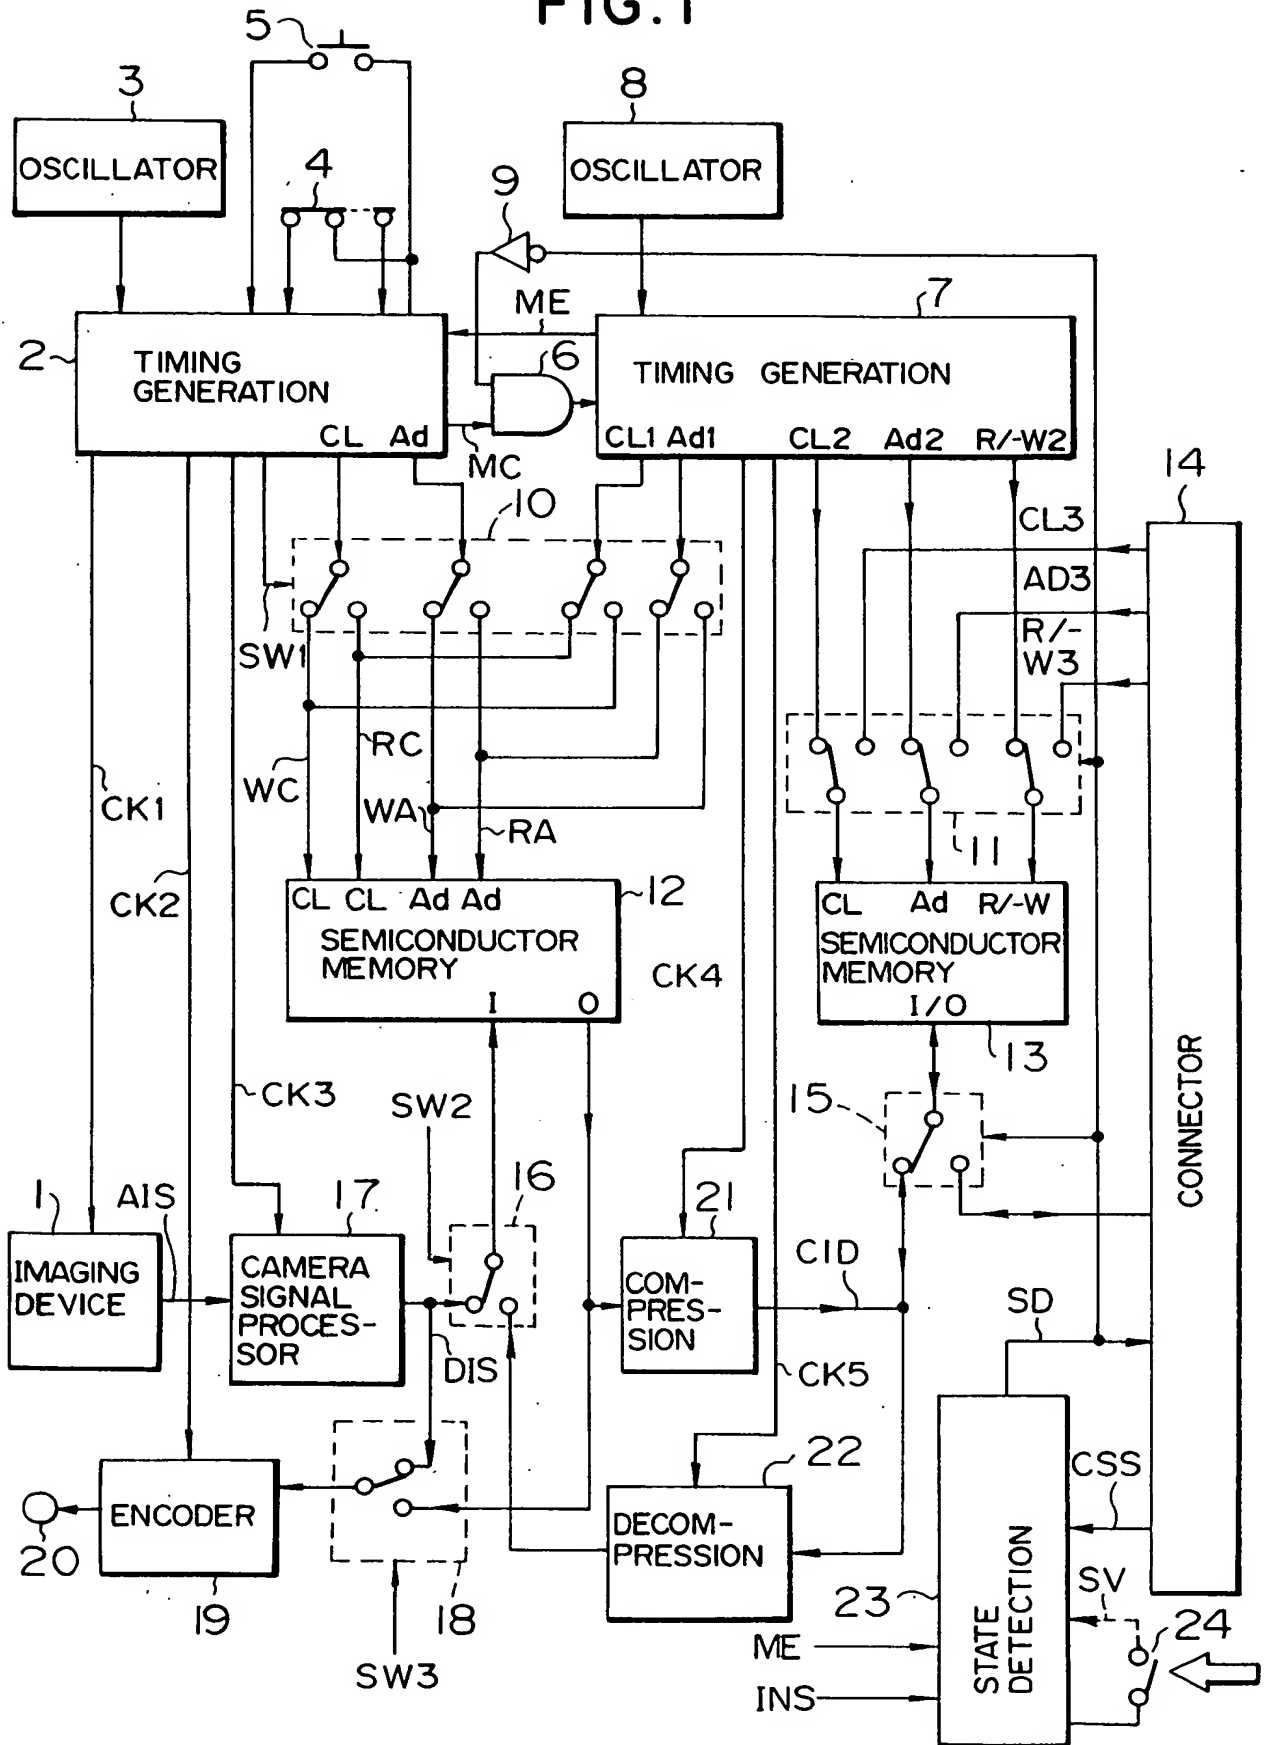 FIG. 1
5
3
8
OSCILLATOR
4
9
OSCILLATOR
ME
7
2
TIMING
GENERATION
6
TIMING GENERATION
CL Ad
MC
CL1 Ad1 CL2 Ad2 R/-W2
14
10
CL3
AD3
R/-
W3
SW1
RC
WC
CK1
WA
RA
11
CK2
CL CL Ad Ad
12
CL Ad R/-W
SEMICONDUCTOR
MEMORY
SEMICONDUCTOR
MEMORY
CK4
I O
I/O
13
CONNECTOR
CK3
SW2
15
1
AIS
17
16
21
IMAGING
DEVICE
CAMERA
SIGNAL
PROCES-
SOR
COM-
PRES-
SION
CID
SD
DIS
CK5
22
CSS
ENCODER
DECOM-
PRESSION
20
19
18
23
STATE
DETECTION
SV
24
ME
SW3
INS